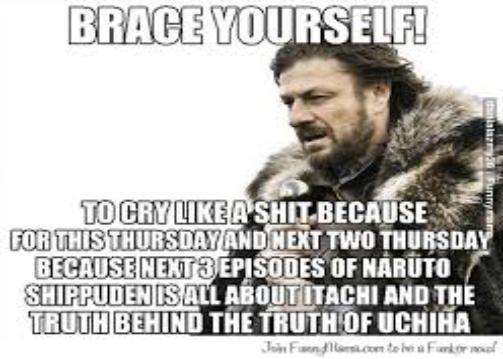 BRACE YOURSELF!
TO CRY LIKE A SHIT BECAUSE
FOR THIS THURSDAY AND NEXT TWO THURSDAY
BECAUSE NEXT 3 EPISODES OF NARUTO
SHIPPUDEN IS ALL ABOUT ITACHI AND THE
TRUTH BEHIND THE TRUTH OF UCHIHA
Join FunnyMama.com to be a Funker now!